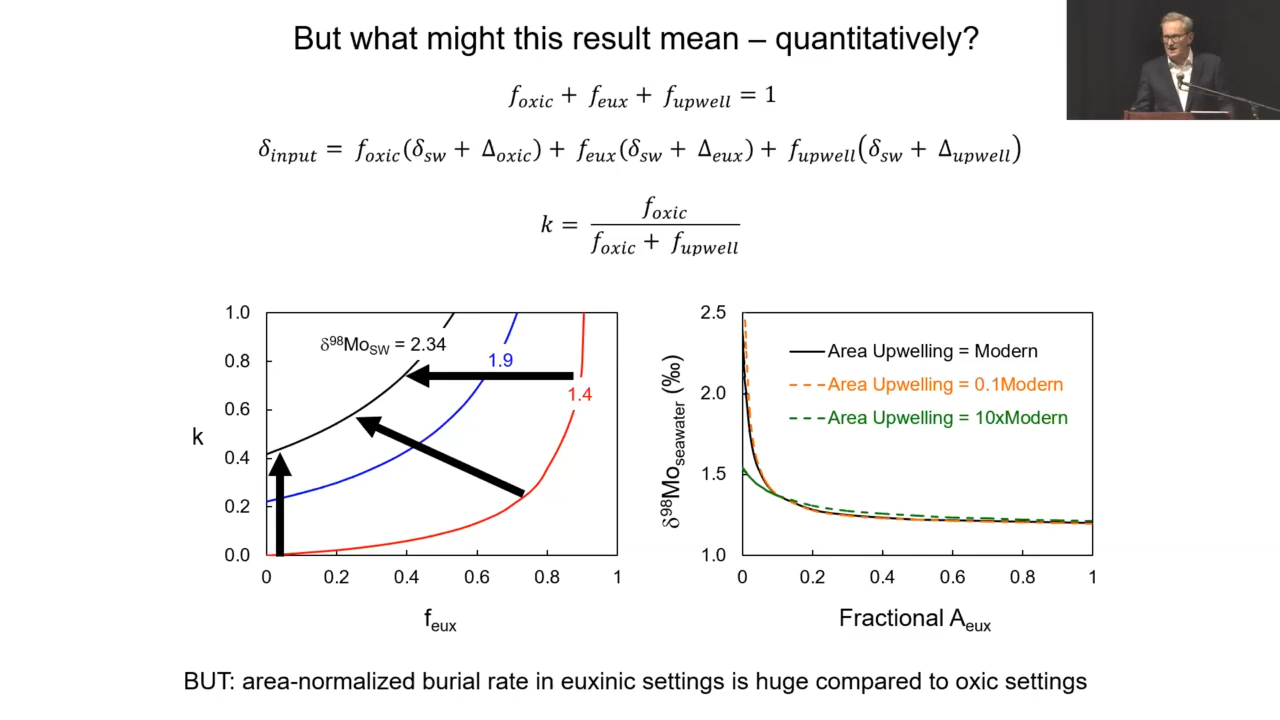 But what might this result mean – quantitatively?
f_oxic + f_eux + f_upwell = 1
δ_input = f_oxic(δ_sw + Δ_oxic) + f_eux(δ_sw + Δ_eux) + f_upwell(δ_sw + Δ_upwell)
k = f_oxic / (f_oxic + f_upwell)
1.0
0.8
0.6
0.4
0.2
0.0
k
δ⁹⁸Mo_SW = 2.34
1.9
1.4
0 0.2 0.4 0.6 0.8 1
f_eux
2.5
2.0
1.5
1.0
δ⁹⁸Mo_seawater (‰)
Area Upwelling = Modern
Area Upwelling = 0.1Modern
Area Upwelling = 10xModern
0 0.2 0.4 0.6 0.8 1
Fractional A_eux
BUT: area-normalized burial rate in euxinic settings is huge compared to oxic settings